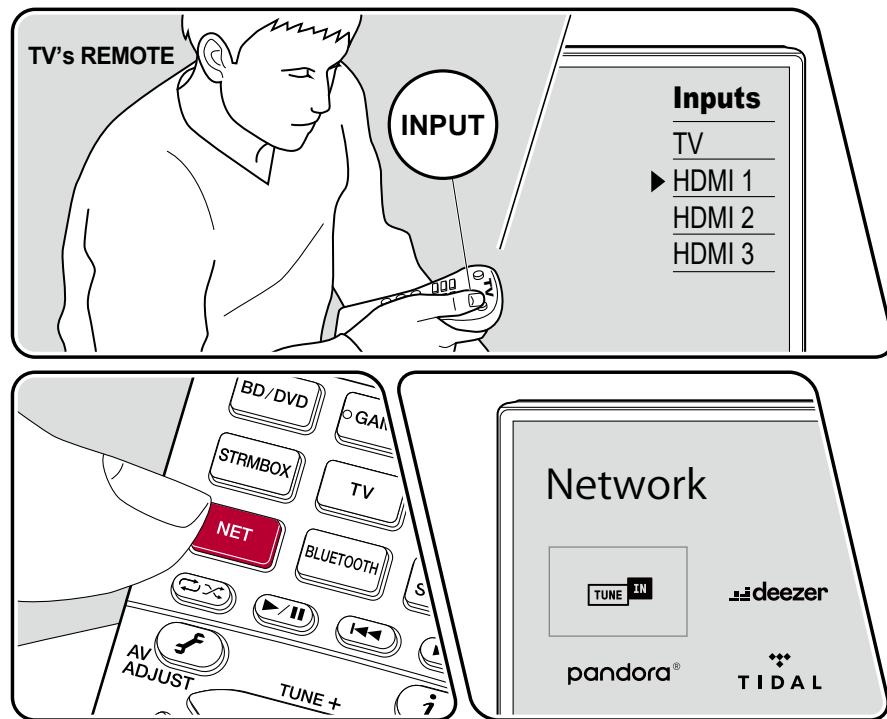 TV's REMOTE
INPUT
TV
Inputs
TV
HDMI 1
HDMI 2
HDMI 3
BD/DVD
STRMBOX
TV
NET
BLUETOOTH
AV
ADJUST
TUNE +
i
Network
TUNE IN
deezer
pandora®
TIDAL